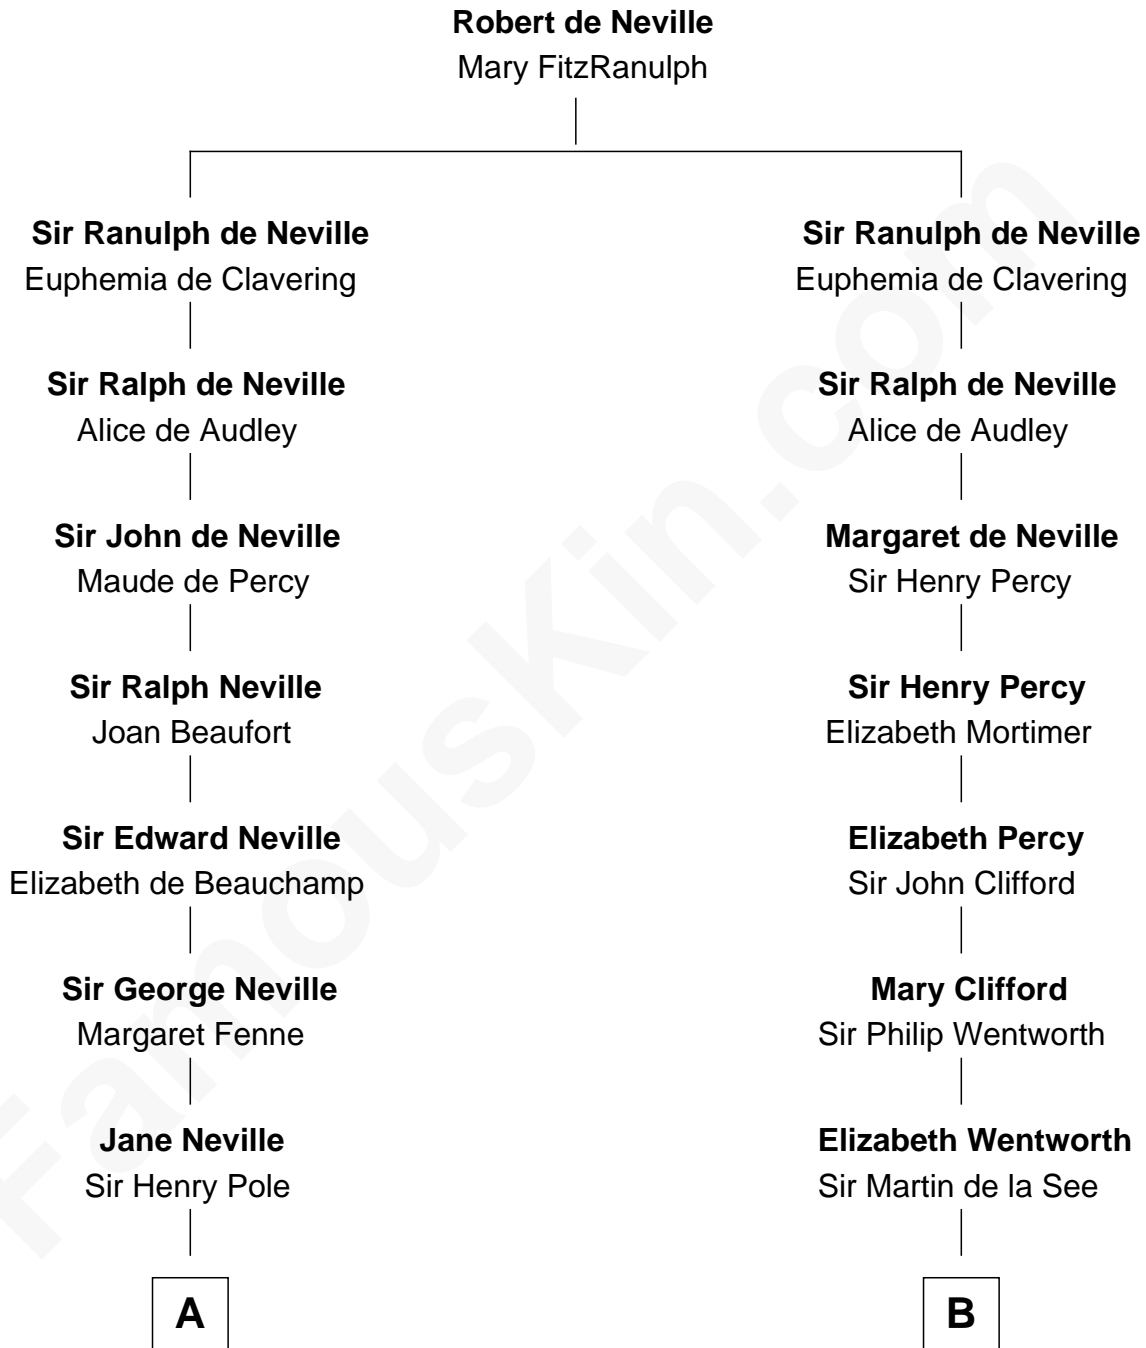 Robert de Neville
Mary FitzRanulph
Sir Ranulph de Neville
Euphemia de Clavering
Sir Ranulph de Neville
Euphemia de Clavering
Sir Ralph de Neville
Alice de Audley
Sir Ralph de Neville
Alice de Audley
Sir John de Neville
Maude de Percy
Margaret de Neville
Sir Henry Percy
Sir Ralph Neville
Joan Beaufort
Sir Henry Percy
Elizabeth Mortimer
Sir Edward Neville
Elizabeth de Beauchamp
Elizabeth Percy
Sir John Clifford
Sir George Neville
Margaret Fenne
Mary Clifford
Sir Philip Wentworth
Jane Neville
Sir Henry Pole
Elizabeth Wentworth
Sir Martin de la See
A
B
FamousKin.com